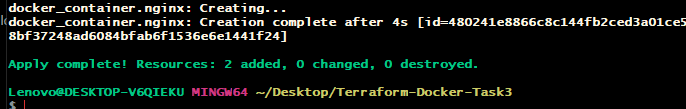 docker_container.nginx: Creating...
docker_container.nginx: Creation complete after 4s [id=480241e8866c8c144fb2ced3a01ce5
8bf37248ad6084bfab6f1536e6e1441f24]
Apply complete! Resources: 2 added, 0 changed, 0 destroyed.
Lenovo@DESKTOP-V6QIEKU MINGW64 ~/Desktop/Terraform-Docker-Task3
$